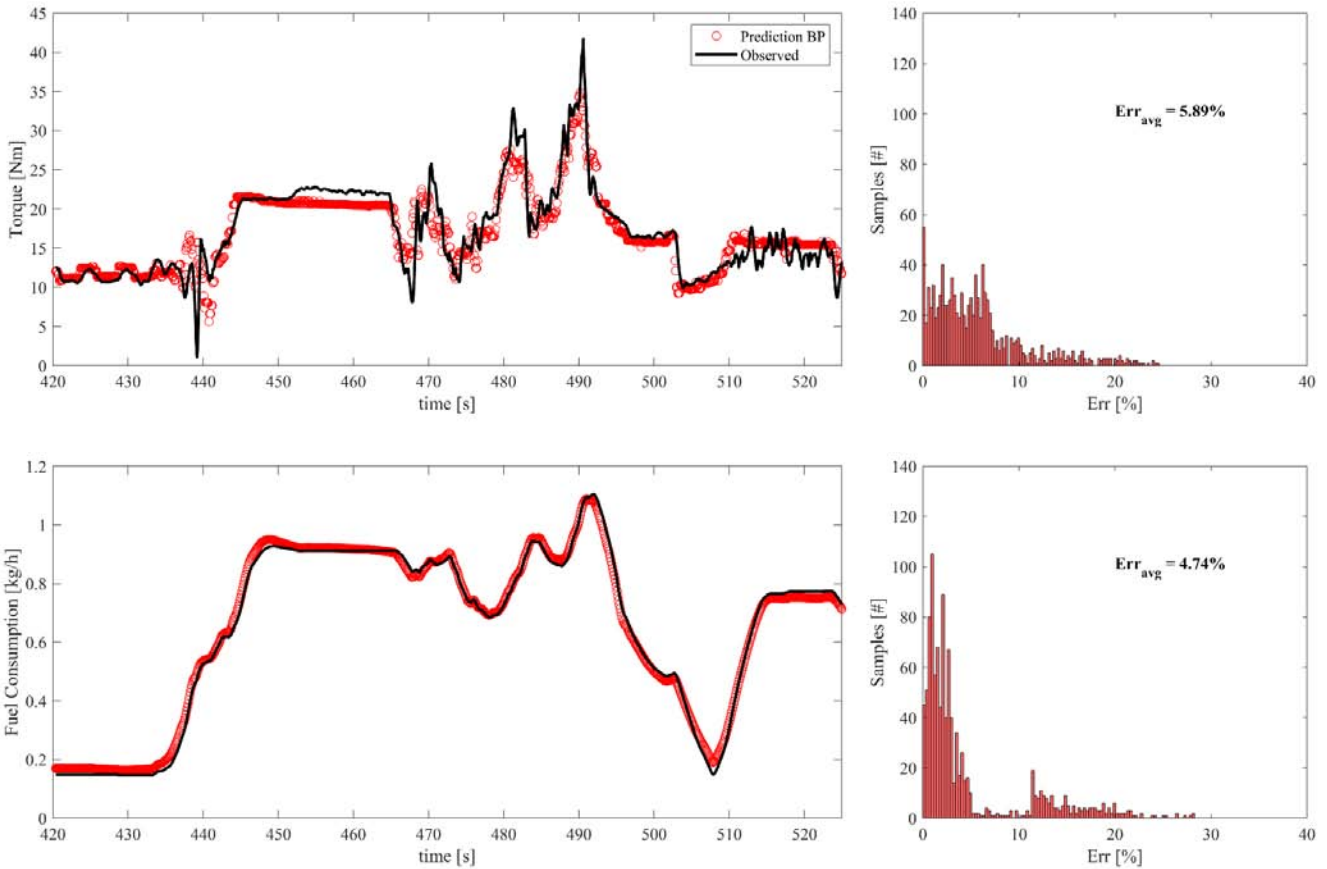 45
40
35
30
25
20
15
10
5
0
Torque [Nm]
Prediction BP
Observed
420 430 440 450 460 470 480 490 500 510 520
time [s]
140
120
100
80
60
40
20
0
Samples [#]
Err_avg = 5.89%
0 10 20 30 40
Err [%]
1.2
1
0.8
0.6
0.4
0.2
0
Fuel Consumption [kg/h]
420 430 440 450 460 470 480 490 500 510 520
time [s]
140
120
100
80
60
40
20
0
Samples [#]
Err_avg = 4.74%
0 10 20 30 40
Err [%]